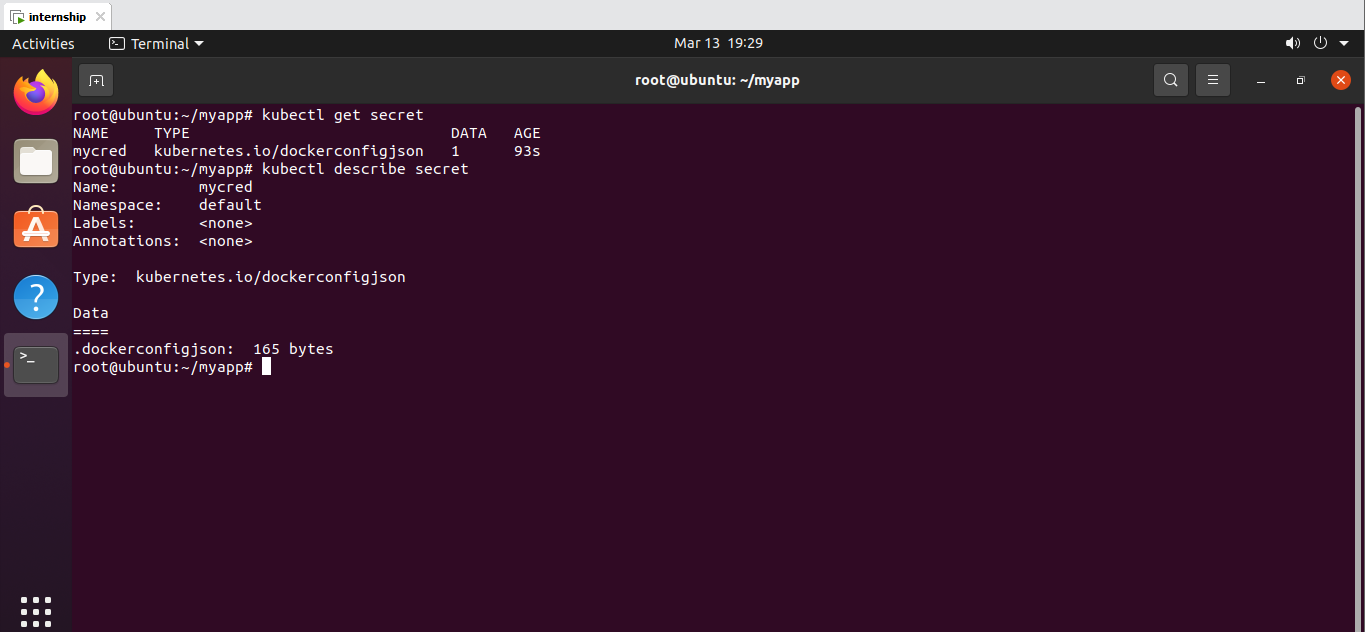 internship
Activities Terminal Mar 13 19:29
root@ubuntu: ~/myapp
root@ubuntu:~/myapp# kubectl get secret
NAME TYPE DATA AGE
mycred kubernetes.io/dockerconfigjson 1 93s
root@ubuntu:~/myapp# kubectl describe secret
Name: mycred
Namespace: default
Labels: <none>
Annotations: <none>
Type: kubernetes.io/dockerconfigjson
Data
====
.dockerconfigjson: 165 bytes
root@ubuntu:~/myapp#